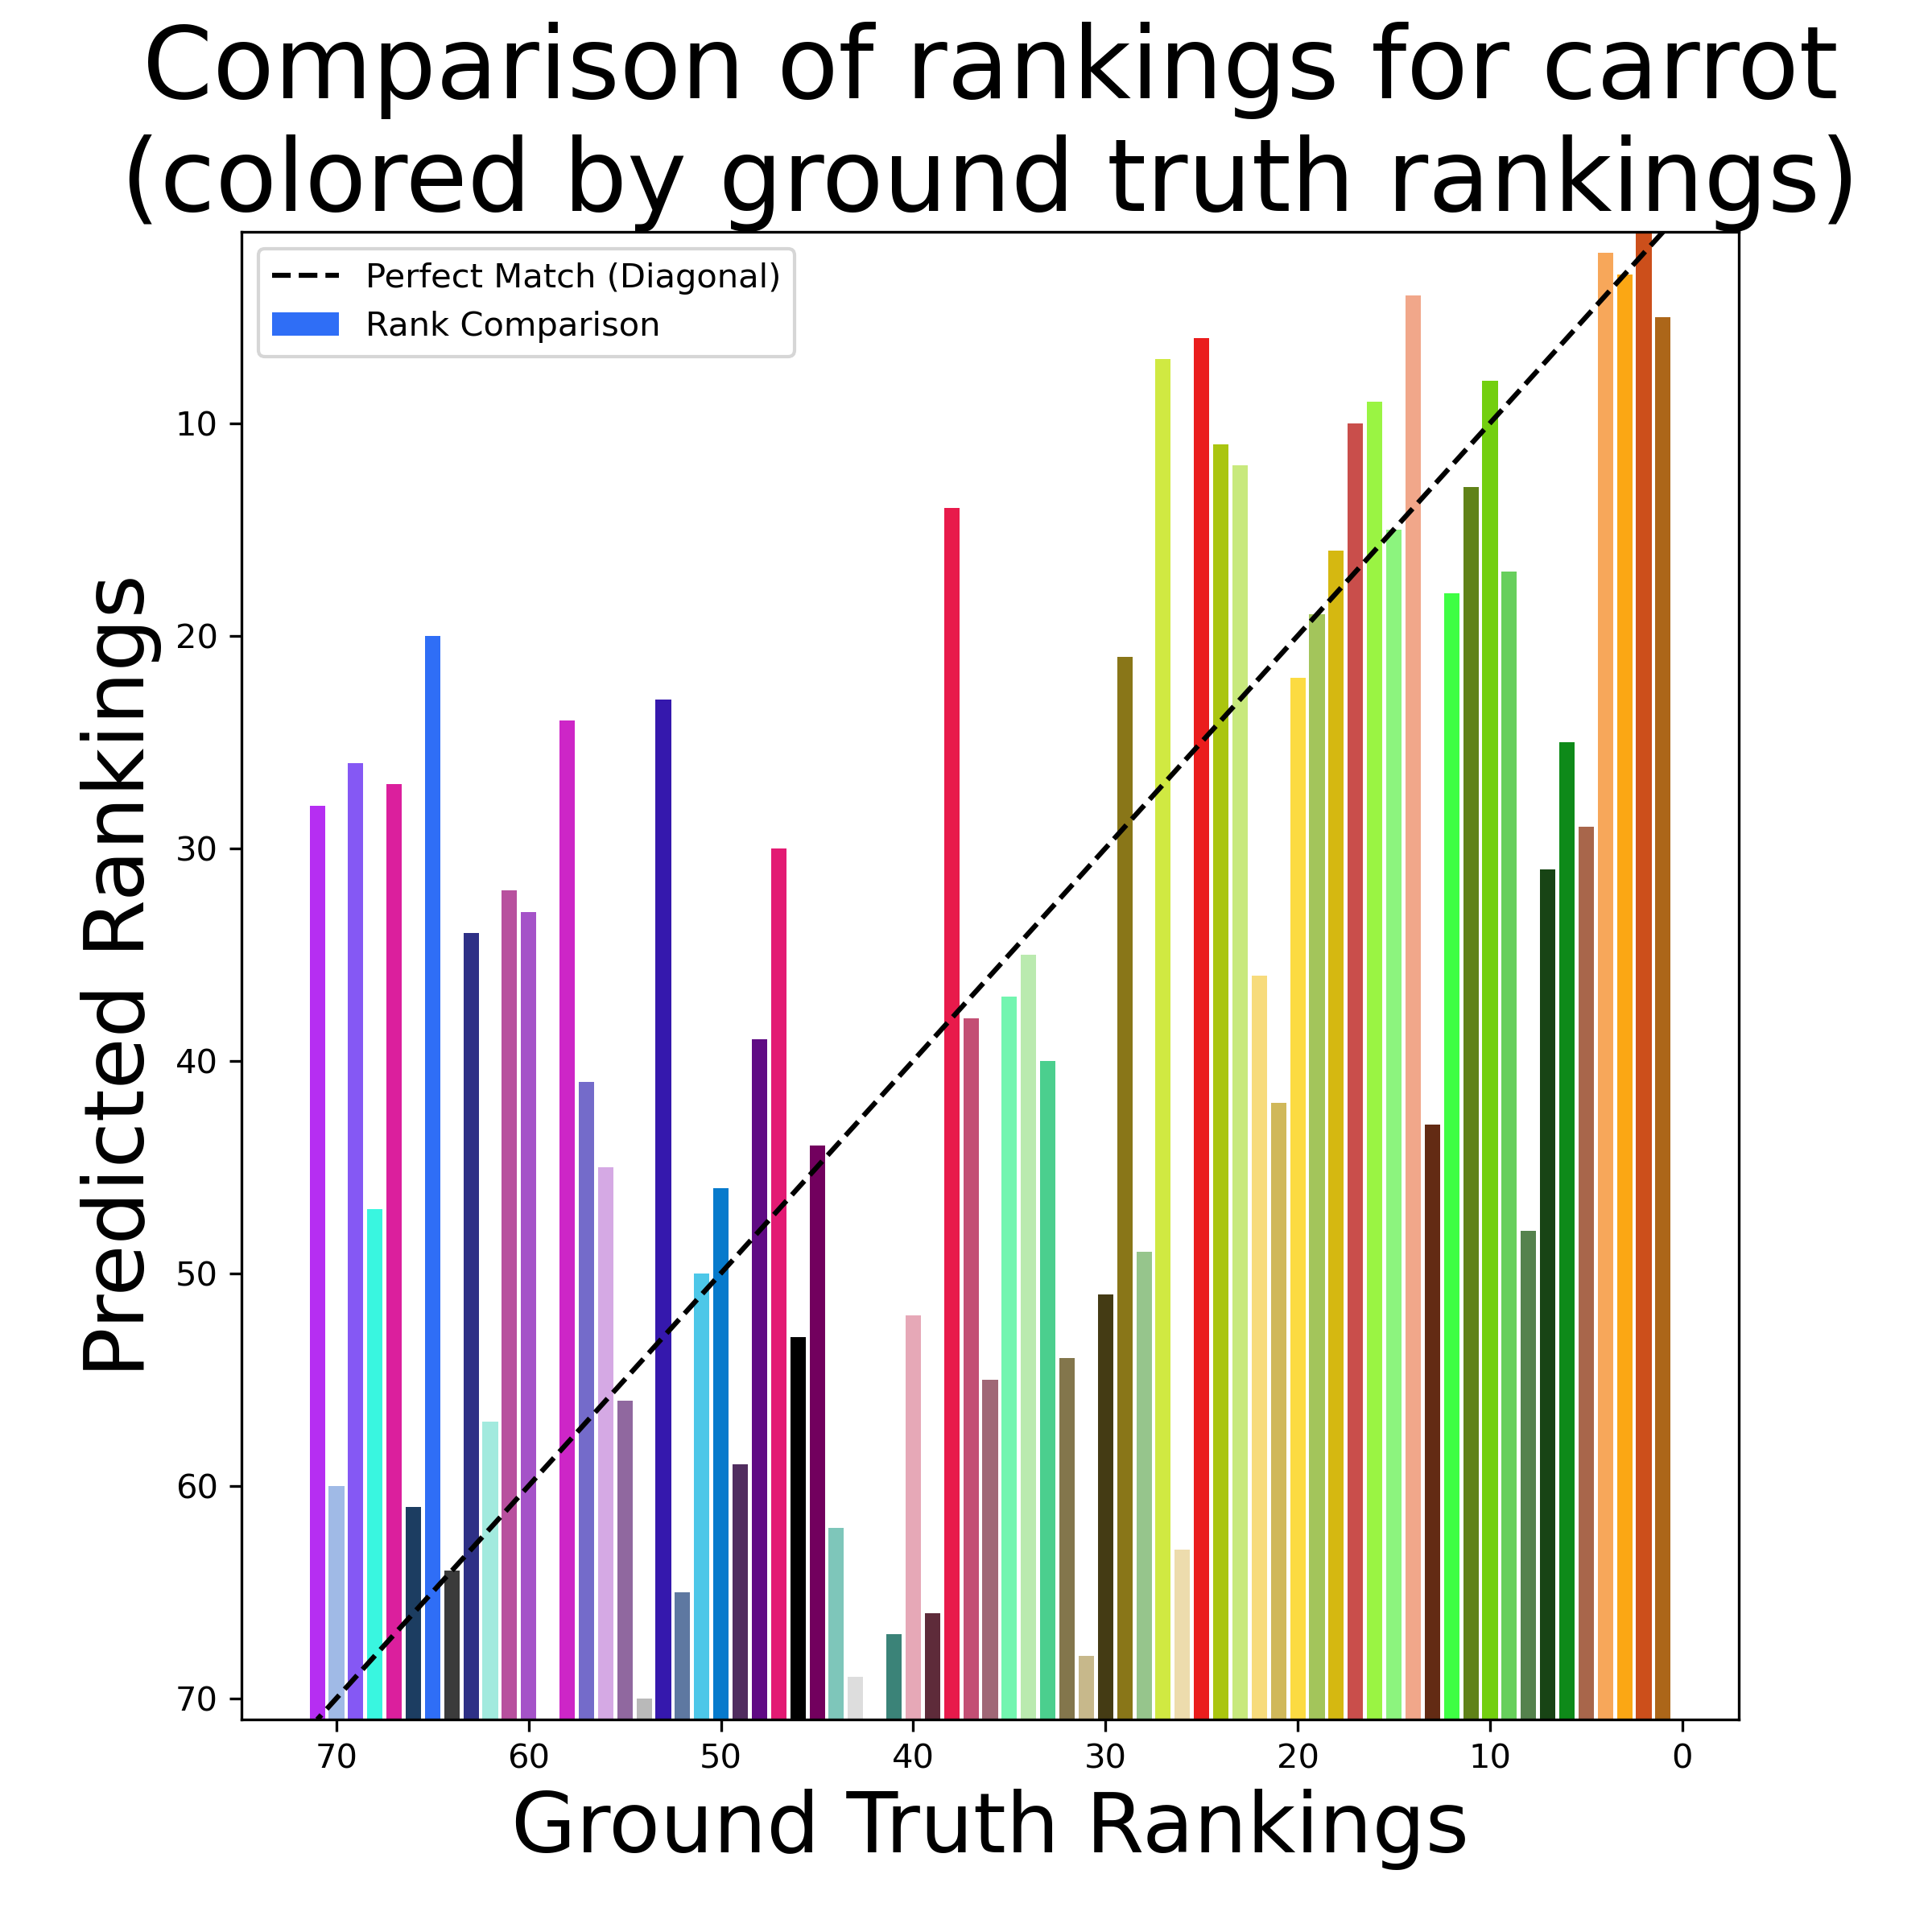 Comparison of rankings for carrot
(colored by ground truth rankings)
Perfect Match (Diagonal)
Rank Comparison
Predicted Rankings
10
20
30
40
50
60
70
70 60 50 40 30 20 10 0
Ground Truth Rankings